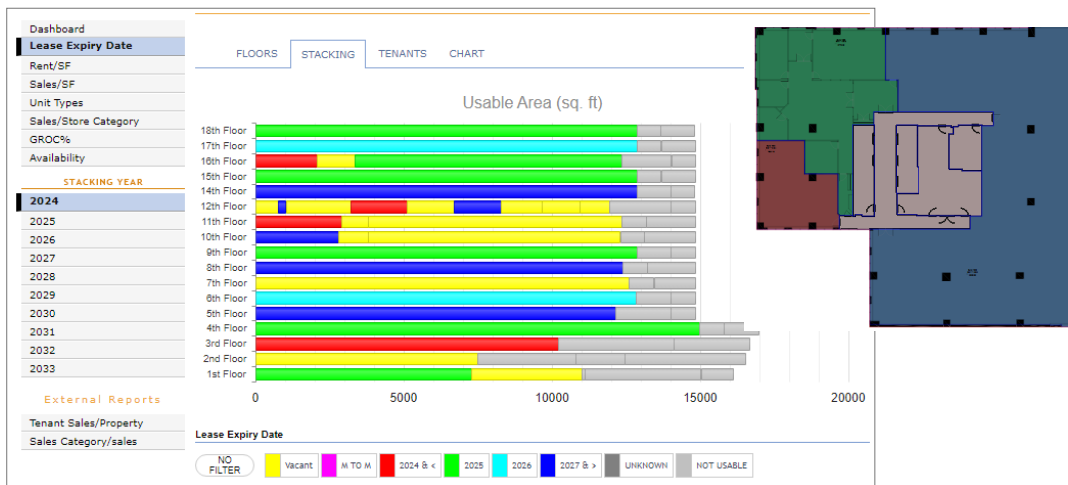 Dashboard
Lease Expiry Date
Rent/SF
Sales/SF
Unit Types
Sales/Store Category
GROC%
Availability
STACKING YEAR
2024
2025
2026
2027
2028
2029
2030
2031
2032
2033
External Reports
Tenant Sales/Property
Sales Category/sales
FLOORS STACKING TENANTS CHART
Usable Area (sq. ft)
18th Floor
17th Floor
16th Floor
15th Floor
14th Floor
12th Floor
11th Floor
10th Floor
9th Floor
8th Floor
7th Floor
6th Floor
5th Floor
4th Floor
3rd Floor
2nd Floor
1st Floor
0 5000 10000 15000 20000
Lease Expiry Date
NO FILTER Vacant M TO M 2024 & < 2025 2026 2027 & > UNKNOWN NOT USABLE